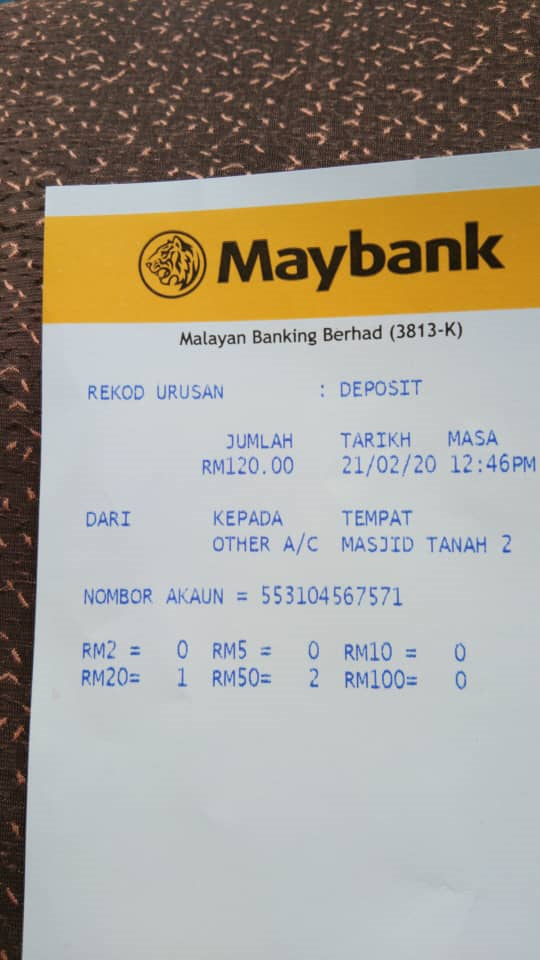 Maybank
Malayan Banking Berhad (3813-K)
REKOD URUSAN : DEPOSIT
JUMLAH TARIKH MASA
RM120.00 21/02/20 12:46PM
DARI KEPADA TEMPAT
OTHER A/C MASJID TANAH 2
NOMBOR AKAUN = 553104567571
RM2 = 0 RM5 = 0 RM10 = 0
RM20= 1 RM50= 2 RM100= 0